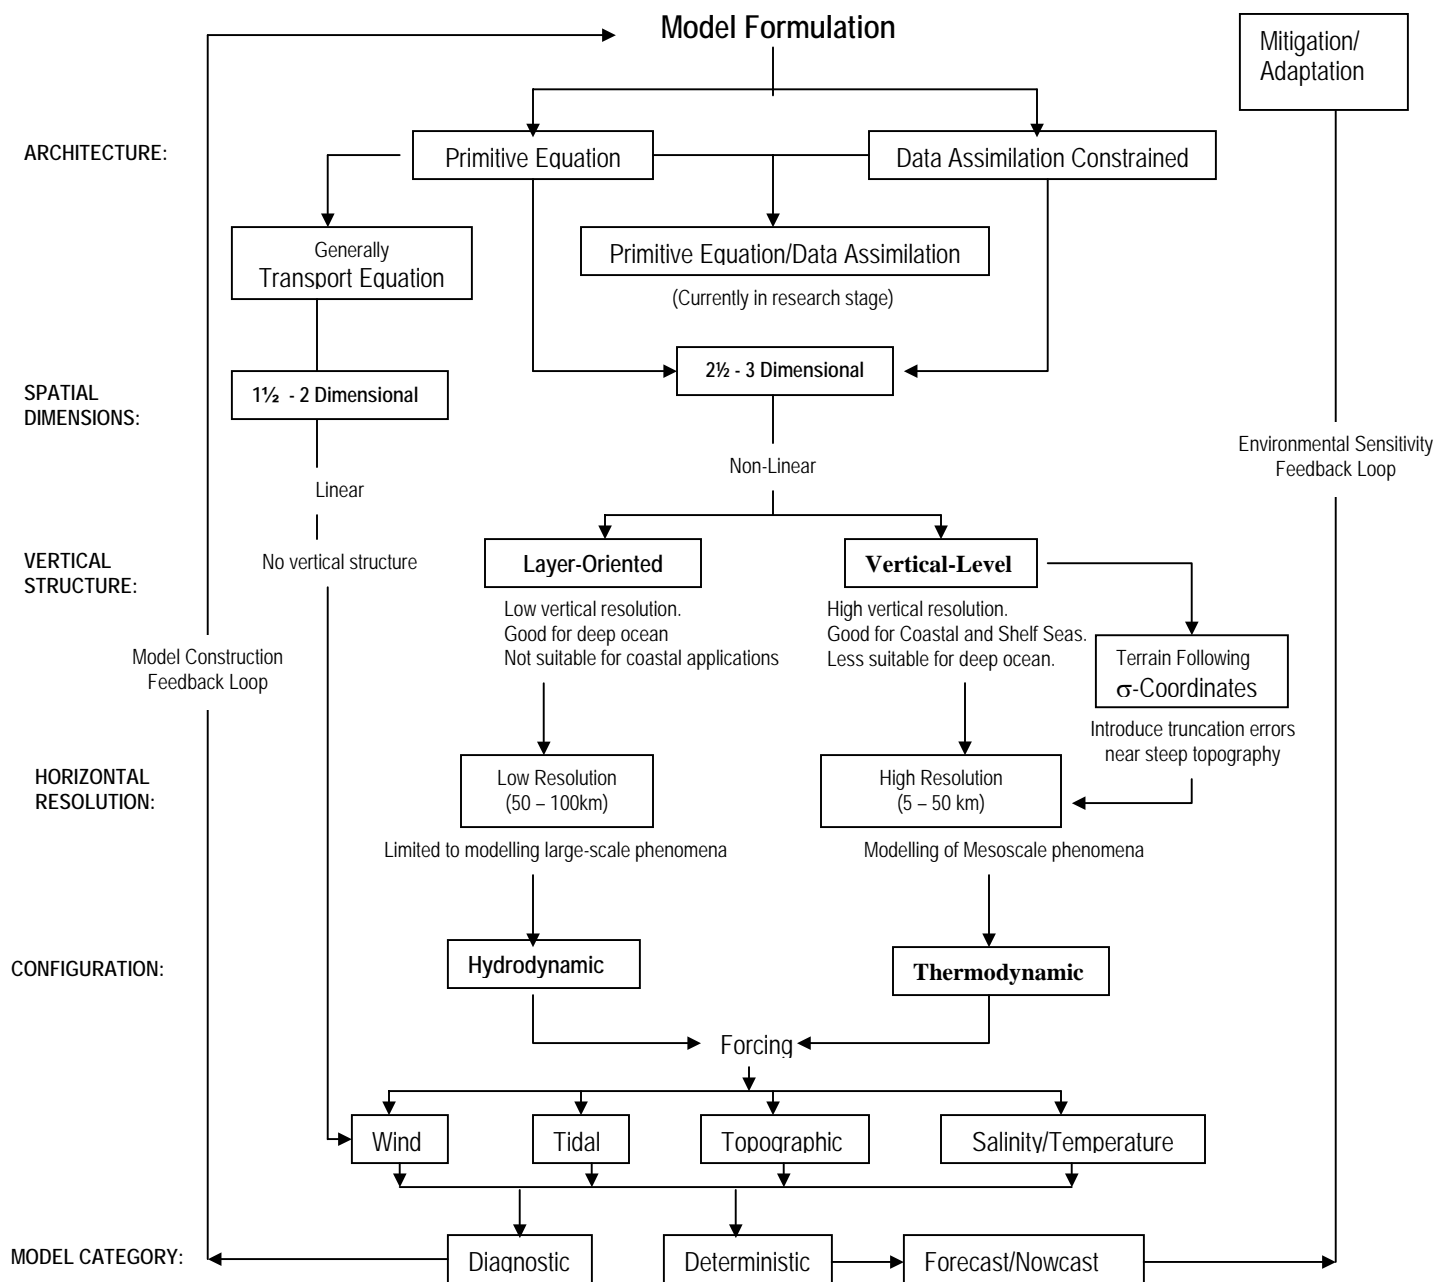 Model Formulation
Mitigation/
Adaptation
ARCHITECTURE:
Primitive Equation
Data Assimilation Constrained
Generally
Transport Equation
Primitive Equation/Data Assimilation
(Currently in research stage)
SPATIAL
DIMENSIONS:
1½ - 2 Dimensional
2½ - 3 Dimensional
Environmental Sensitivity
Feedback Loop
Linear
Non-Linear
VERTICAL
STRUCTURE:
No vertical structure
Layer-Oriented
Vertical-Level
Low vertical resolution.
Good for deep ocean
Not suitable for coastal applications
High vertical resolution.
Good for Coastal and Shelf Seas.
Less suitable for deep ocean.
Terrain Following
σ-Coordinates
Model Construction
Feedback Loop
Introduce truncation errors
near steep topography
HORIZONTAL
RESOLUTION:
Low Resolution
(50 – 100km)
High Resolution
(5 – 50 km)
Limited to modelling large-scale phenomena
Modelling of Mesoscale phenomena
CONFIGURATION:
Hydrodynamic
Thermodynamic
Forcing
Wind
Tidal
Topographic
Salinity/Temperature
MODEL CATEGORY:
Diagnostic
Deterministic
Forecast/Nowcast